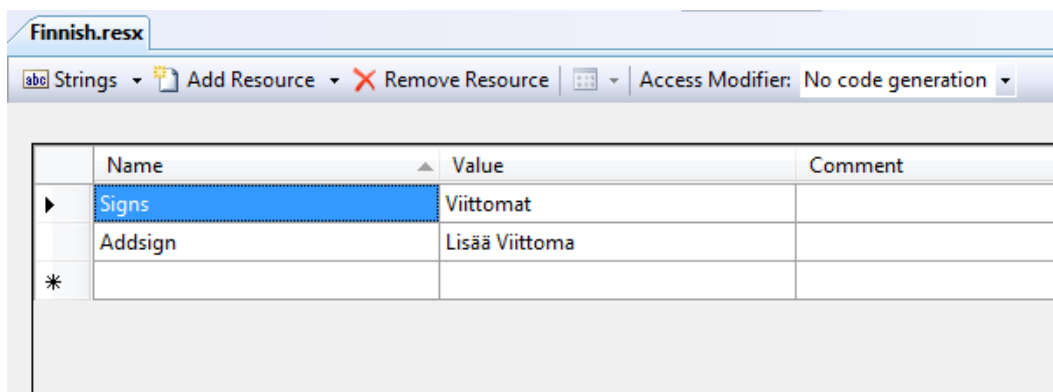 Finnish.resx
abc Strings Add Resource Remove Resource Access Modifier: No code generation
Name Value Comment
Signs Viittomat
Addsign Lisää Viittoma